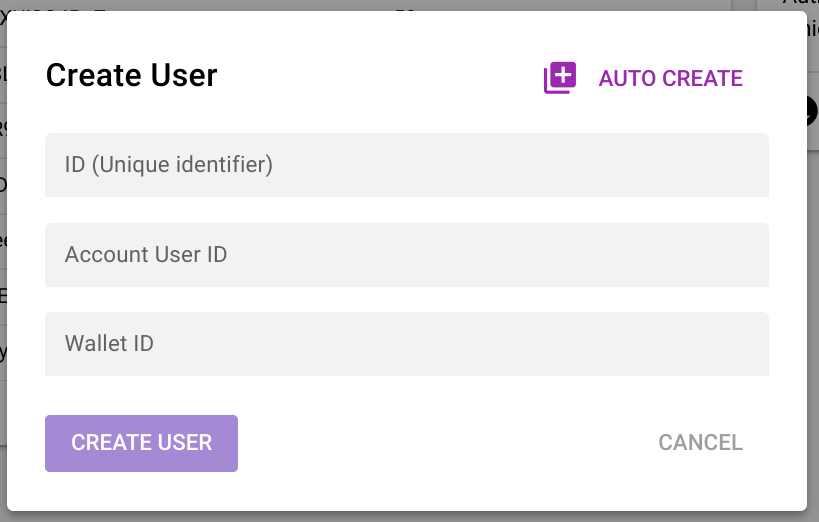 Create User
AUTO CREATE
ID (Unique identifier)
Account User ID
Wallet ID
CREATE USER
CANCEL